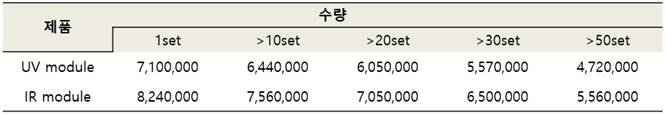 제품 수량
1set >10set >20set >30set >50set
UV module 7,100,000 6,440,000 6,050,000 5,570,000 4,720,000
IR module 8,240,000 7,560,000 7,050,000 6,500,000 5,560,000